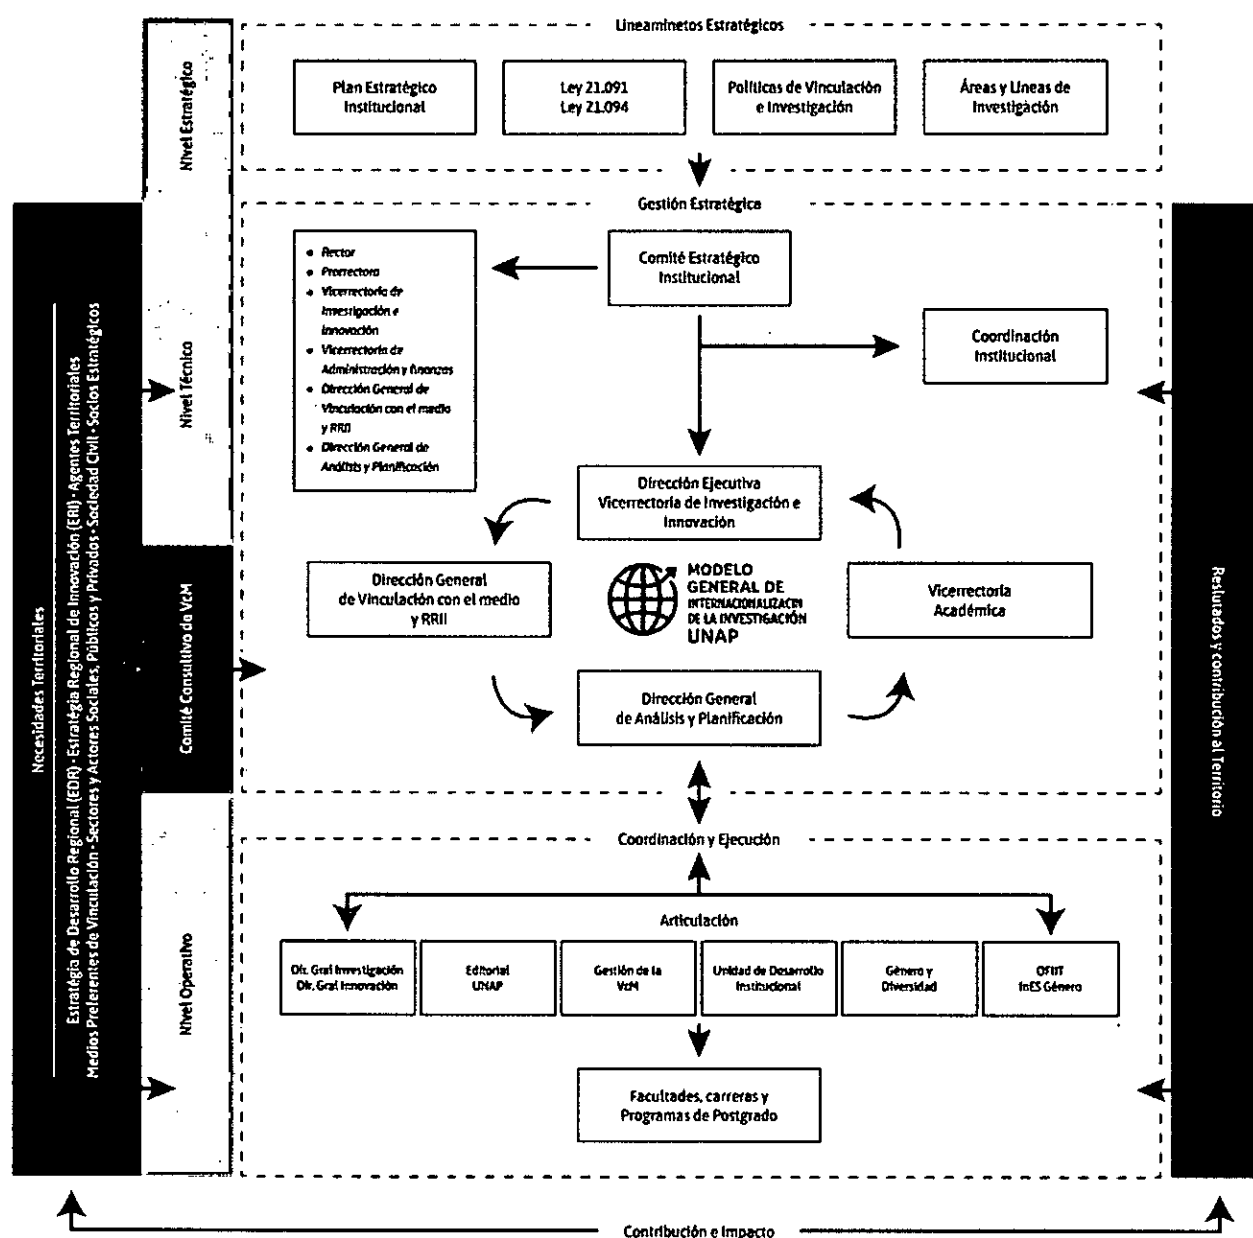 Lineaminetos Estratégicos
Nivel Estratégico
Plan Estratégico
Institucional
Ley 21.091
Ley 21.094
Políticas de Vinculación
e Investigación
Áreas y Líneas de
Investigación
Gestión Estratégica
Nivel Técnico
Comité Estratégico
Institucional
• Rector
• Prorrectora
• Vicerrectoría de
Investigación e
Innovación
• Vicerrectoría de
Administración y finanzas
• Dirección General de
Vinculación con el medio
y RRII
• Dirección General de
Análisis y Planificación
Coordinación
Institucional
Dirección Ejecutiva
Vicerrectoría de Investigación e
Innovación
Dirección General
de Vinculación con el medio
y RRII
MODELO
GENERAL DE
INTERNACIONALIZACIN
DE LA INVESTIGACIÓN
UNAP
Vicerrectoría
Académica
Dirección General
de Análisis y Planificación
Comité Consultivo de VcM
Necesidades Territoriales
Estratégia de Desarrollo Regional (EDR) · Estratégia Regional de Innovación (ERI) · Agentes Territoriales
Medios Preferentes de Vinculación · Sectores y Actores Sociales, Públicos y Privados · Sociedad Civil · Socios Estratégicos
Reslutados y contribución al Territorio
Coordinación y Ejecución
Nivel Operativo
Articulación
Dir. Gral Investigación
Dir. Gral Innovación
Editorial
UNAP
Gestión de la
VcM
Unidad de Desarrollo
Institucional
Género y
Diversidad
OFIIT
InES Género
Facultades, carreras y
Programas de Postgrado
Contribución e Impacto